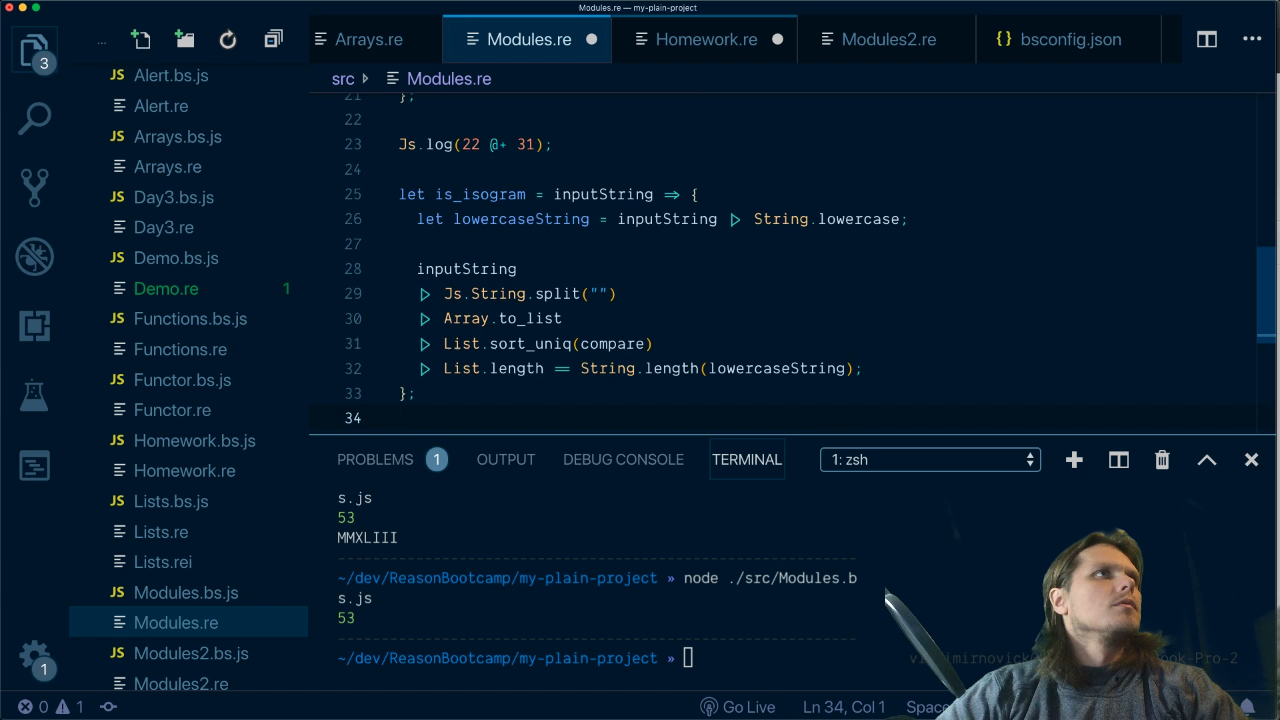 Modules.re — my-plain-project
3
...
Arrays.re
Modules.re
Homework.re
Modules2.re
{} bsconfig.json
src
Modules.re
JS Alert.bs.js
Alert.re
JS Arrays.bs.js
Arrays.re
JS Day3.bs.js
Day3.re
JS Demo.bs.js
Demo.re 1
JS Functions.bs.js
Functions.re
JS Functor.bs.js
Functor.re
JS Homework.bs.js
Homework.re
JS Lists.bs.js
Lists.re
Lists.rei
JS Modules.bs.js
Modules.re
JS Modules2.bs.js
Modules2.re
1
21 };
22
23 Js.log(22 @+ 31);
24
25 let is_isogram = inputString => {
26 let lowercaseString = inputString |> String.lowercase;
27
28 inputString
29 |> Js.String.split("")
30 |> Array.to_list
31 |> List.sort_uniq(compare)
32 |> List.length == String.length(lowercaseString);
33 };
34
PROBLEMS 1 OUTPUT DEBUG CONSOLE TERMINAL 1: zsh
s.js
53
MMXLIII
~/dev/ReasonBootcamp/my-plain-project » node ./src/Modules.b
s.js
53
~/dev/ReasonBootcamp/my-plain-project »
0 1 Go Live Ln 34, Col 1